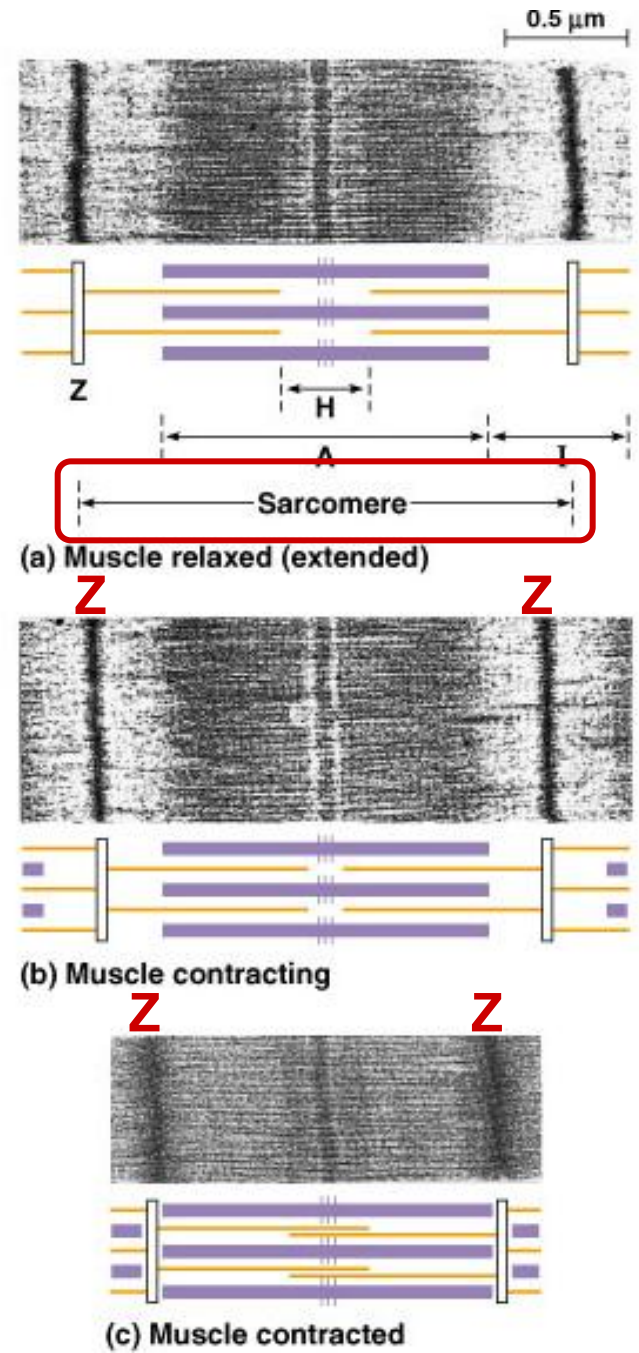 0.5 µm
Z
H
A I
Sarcomere
(a) Muscle relaxed (extended)
Z Z
(b) Muscle contracting
Z Z
(c) Muscle contracted